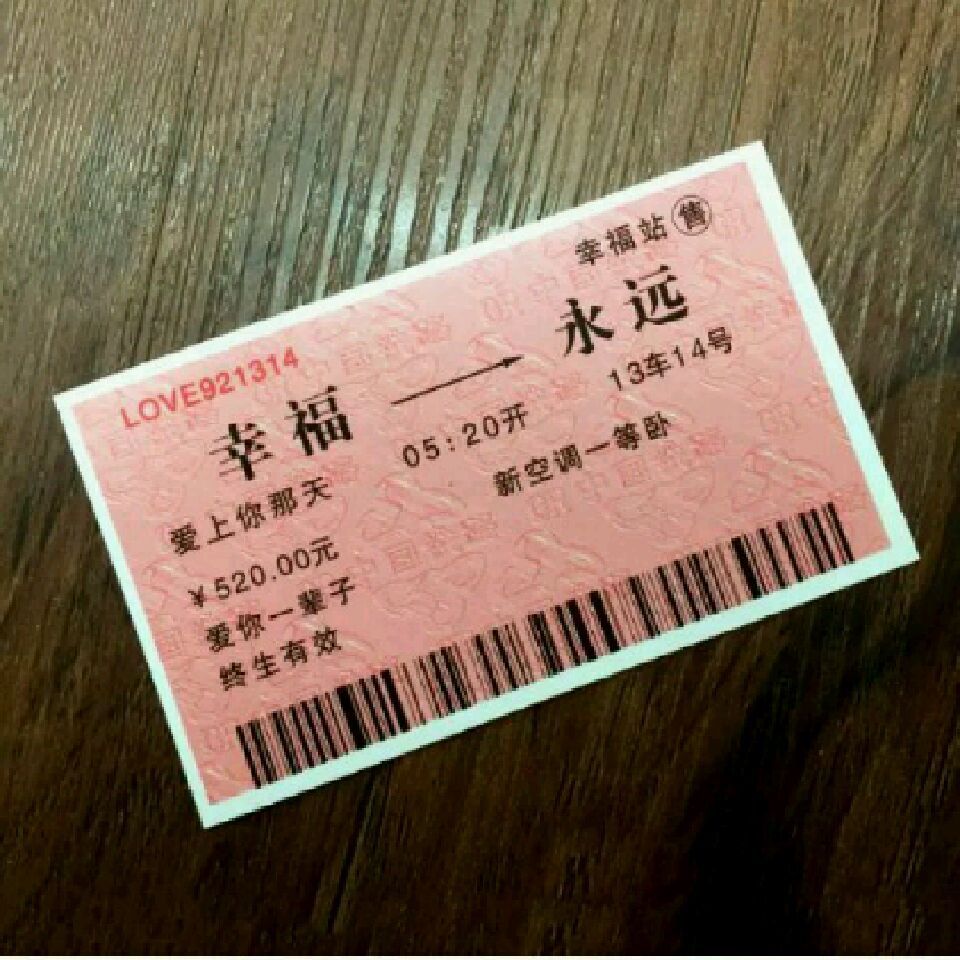 LOVE921314
幸福站售
幸福 → 永远
爱上你那天 05:20开 13车14号
¥520.00元 新空调一等卧
爱你一辈子
终生有效